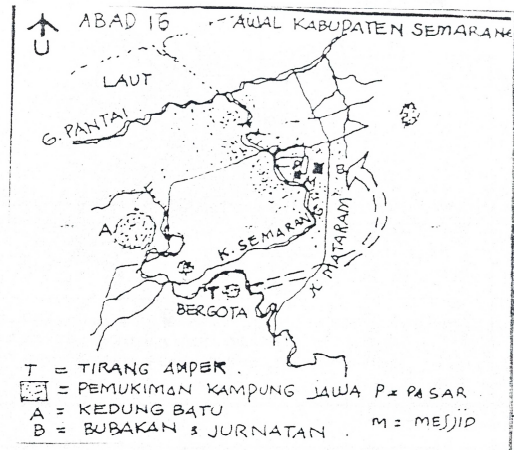 ABAD 16 - AWAL KABUPATEN SEMARANG
U
LAUT
G. PANTAI
A
B
K. SEMARANG
JK MATARAM
T
BERGOTA
T = TIRANG AMPER.
= PEMUKIMAN KAMPUNG JAWA P = PASAR
A = KEDUNG BATU
B = BUBAKAN & JURNATAN.
M = MESJID